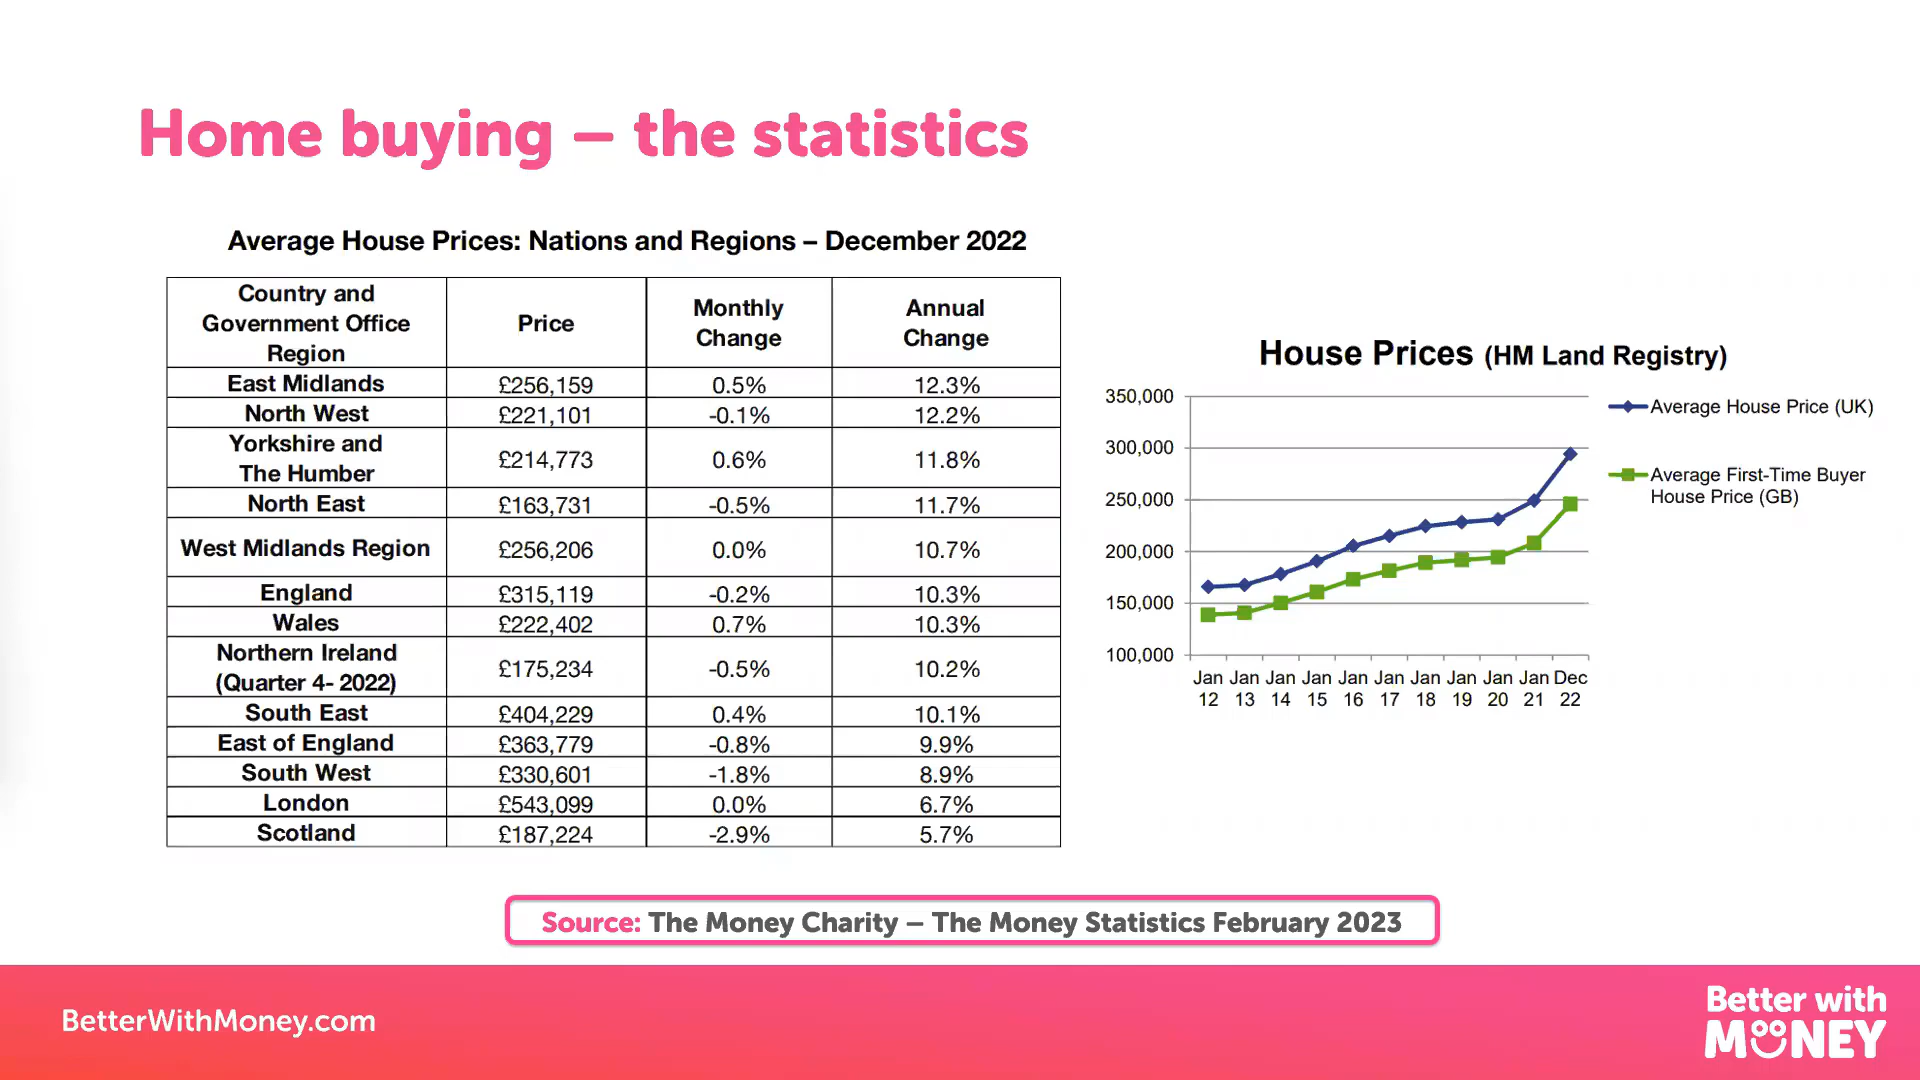 Home buying – the statistics
Average House Prices: Nations and Regions – December 2022
Country and
Government Office
Region
Price
Monthly
Change
Annual
Change
East Midlands £256,159 0.5% 12.3%
North West £221,101 -0.1% 12.2%
Yorkshire and
The Humber
£214,773 0.6% 11.8%
North East £163,731 -0.5% 11.7%
West Midlands Region £256,206 0.0% 10.7%
England £315,119 -0.2% 10.3%
Wales £222,402 0.7% 10.3%
Northern Ireland
(Quarter 4- 2022)
£175,234 -0.5% 10.2%
South East £404,229 0.4% 10.1%
East of England £363,779 -0.8% 9.9%
South West £330,601 -1.8% 8.9%
London £543,099 0.0% 6.7%
Scotland £187,224 -2.9% 5.7%
House Prices (HM Land Registry)
350,000
300,000
250,000
200,000
150,000
100,000
Jan Jan Jan Jan Jan Jan Jan Jan Jan Jan Dec
12 13 14 15 16 17 18 19 20 21 22
Average House Price (UK)
Average First-Time Buyer
House Price (GB)
Source: The Money Charity – The Money Statistics February 2023
BetterWithMoney.com
Better with
MONEY